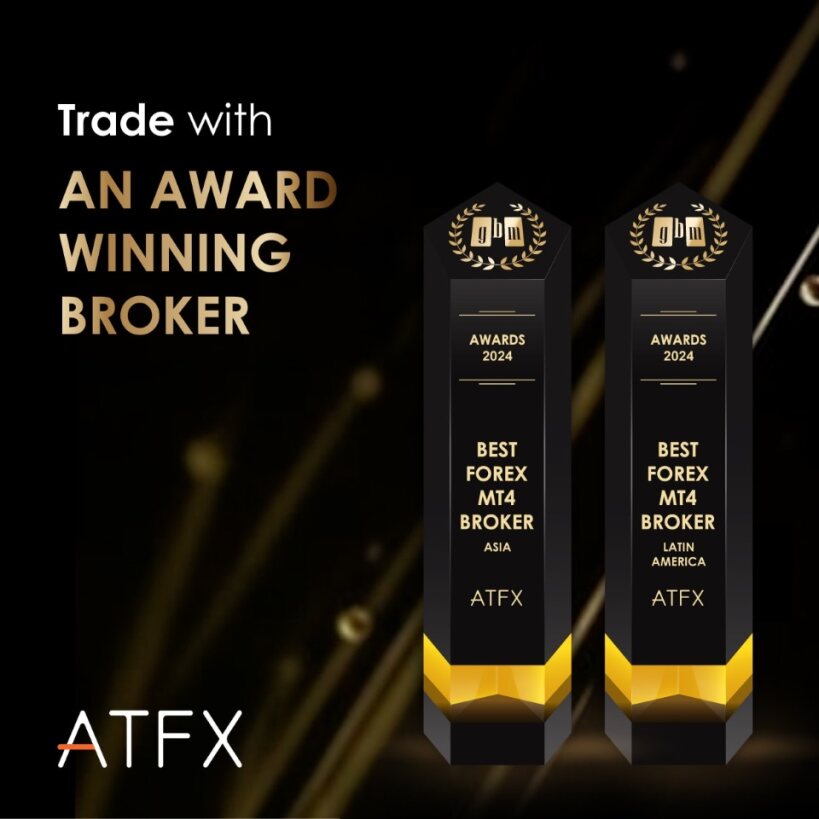 Trade with
AN AWARD
WINNING
BROKER
gbm
AWARDS
2024
BEST
FOREX
MT4
BROKER
ASIA
ATFX
gbm
AWARDS
2024
BEST
FOREX
MT4
BROKER
LATIN
AMERICA
ATFX
ATFX